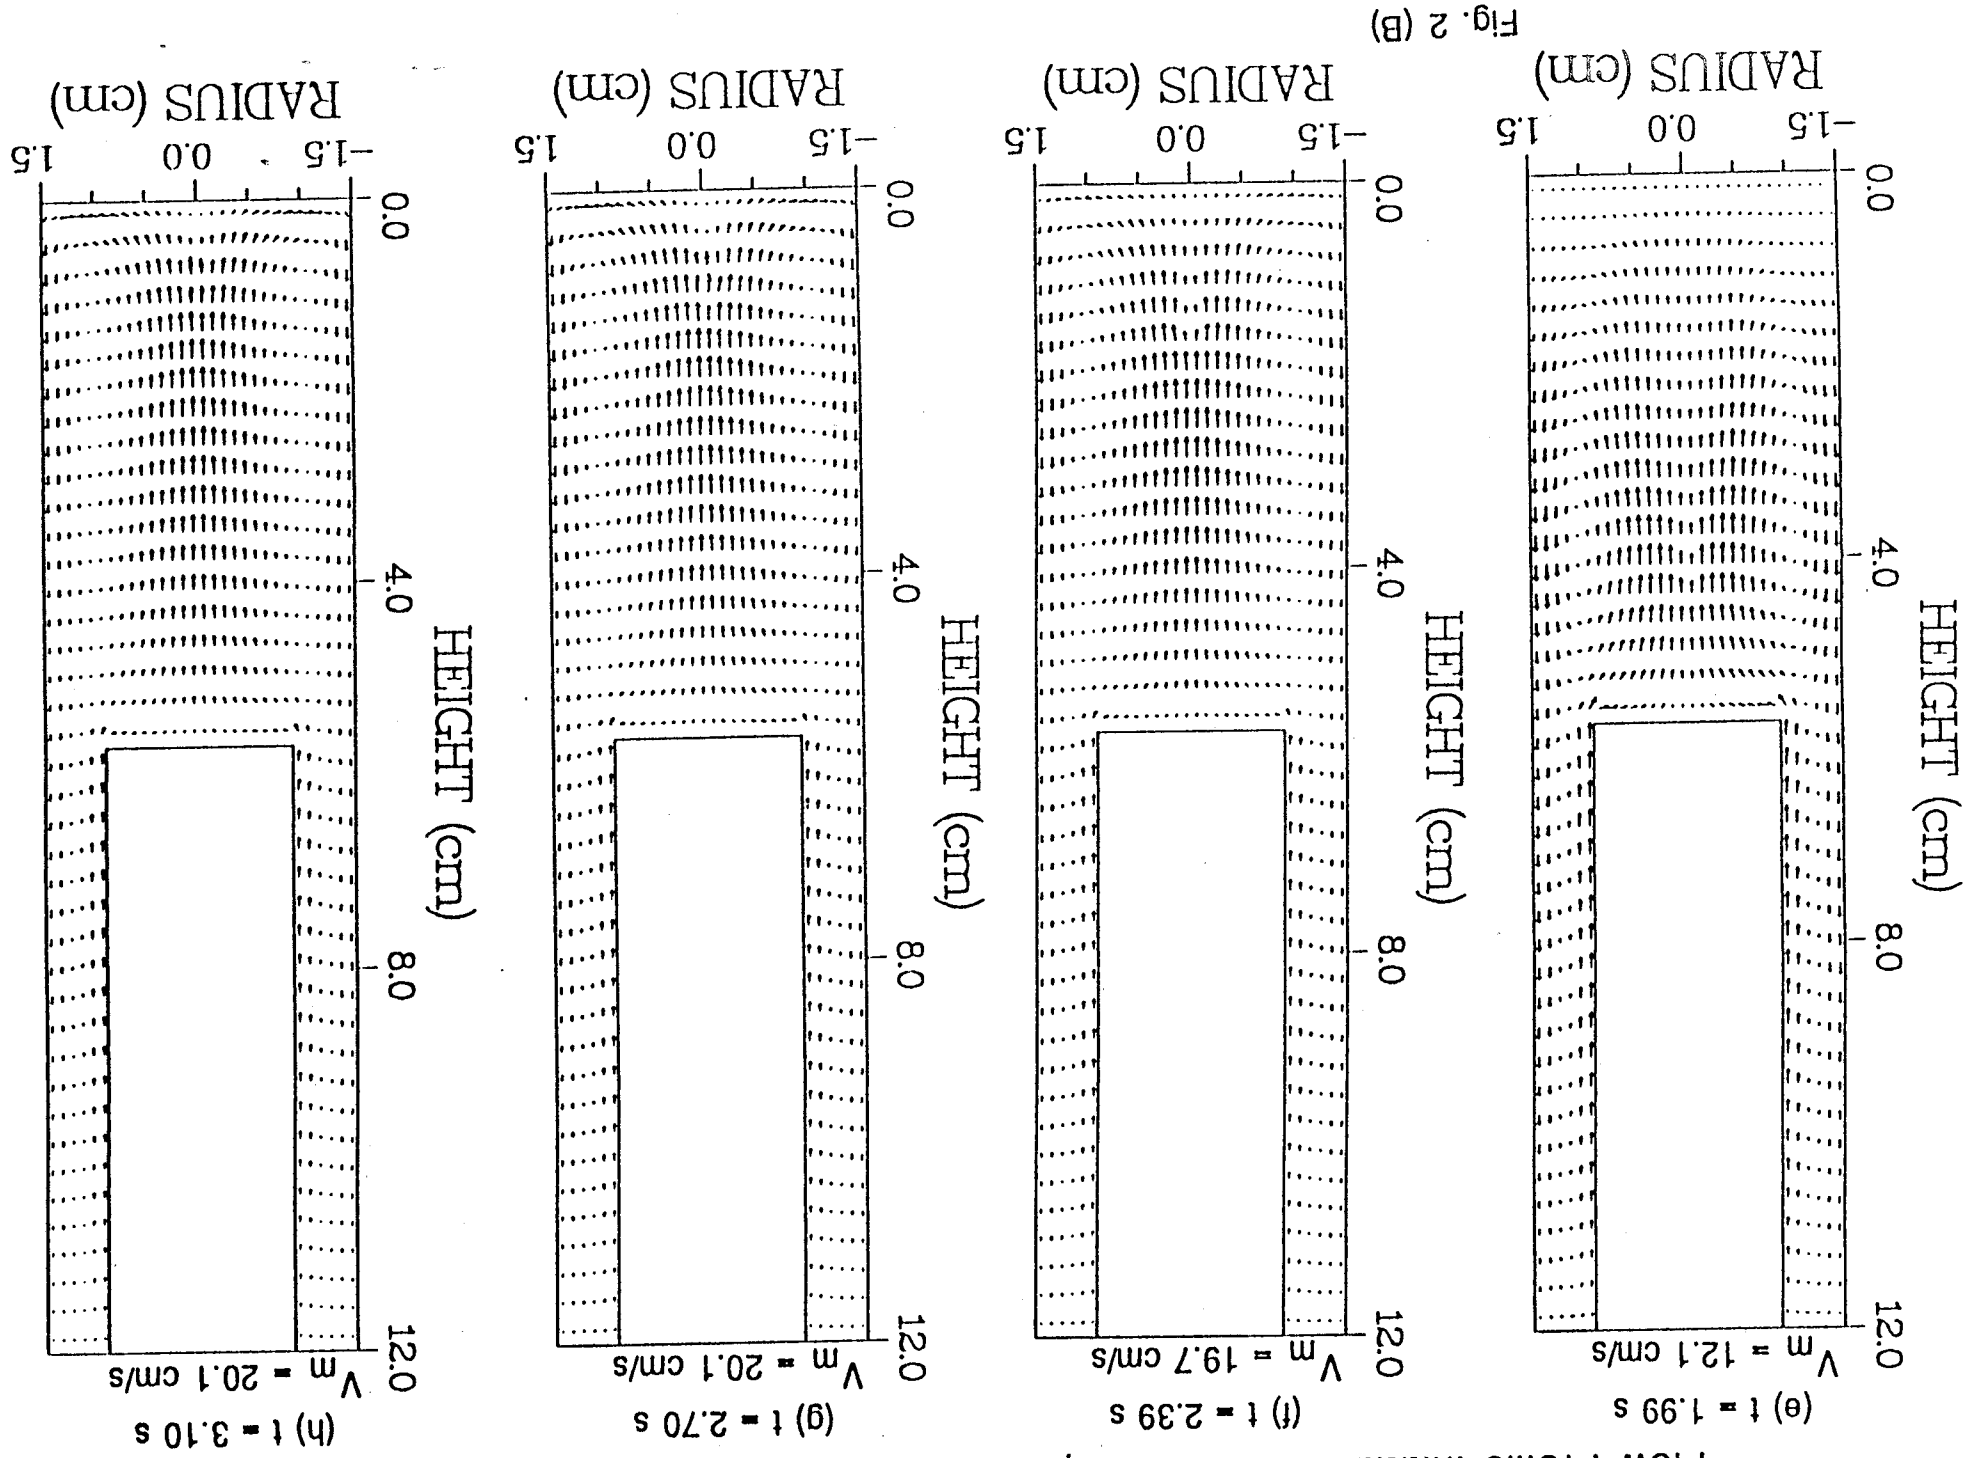 (e) t = 1.99 s
V_m = 12.1 cm/s
12.0
8.0
HEIGHT (cm)
4.0
0.0
-1.5 0.0 1.5
RADIUS (cm)
(f) t = 2.39 s
V_m = 19.7 cm/s
12.0
8.0
HEIGHT (cm)
4.0
0.0
-1.5 0.0 1.5
RADIUS (cm)
(g) t = 2.70 s
V_m = 20.1 cm/s
12.0
8.0
HEIGHT (cm)
4.0
0.0
-1.5 0.0 1.5
RADIUS (cm)
(h) t = 3.10 s
V_m = 20.1 cm/s
12.0
8.0
HEIGHT (cm)
4.0
0.0
-1.5 0.0 1.5
RADIUS (cm)
Fig. 2 (B)